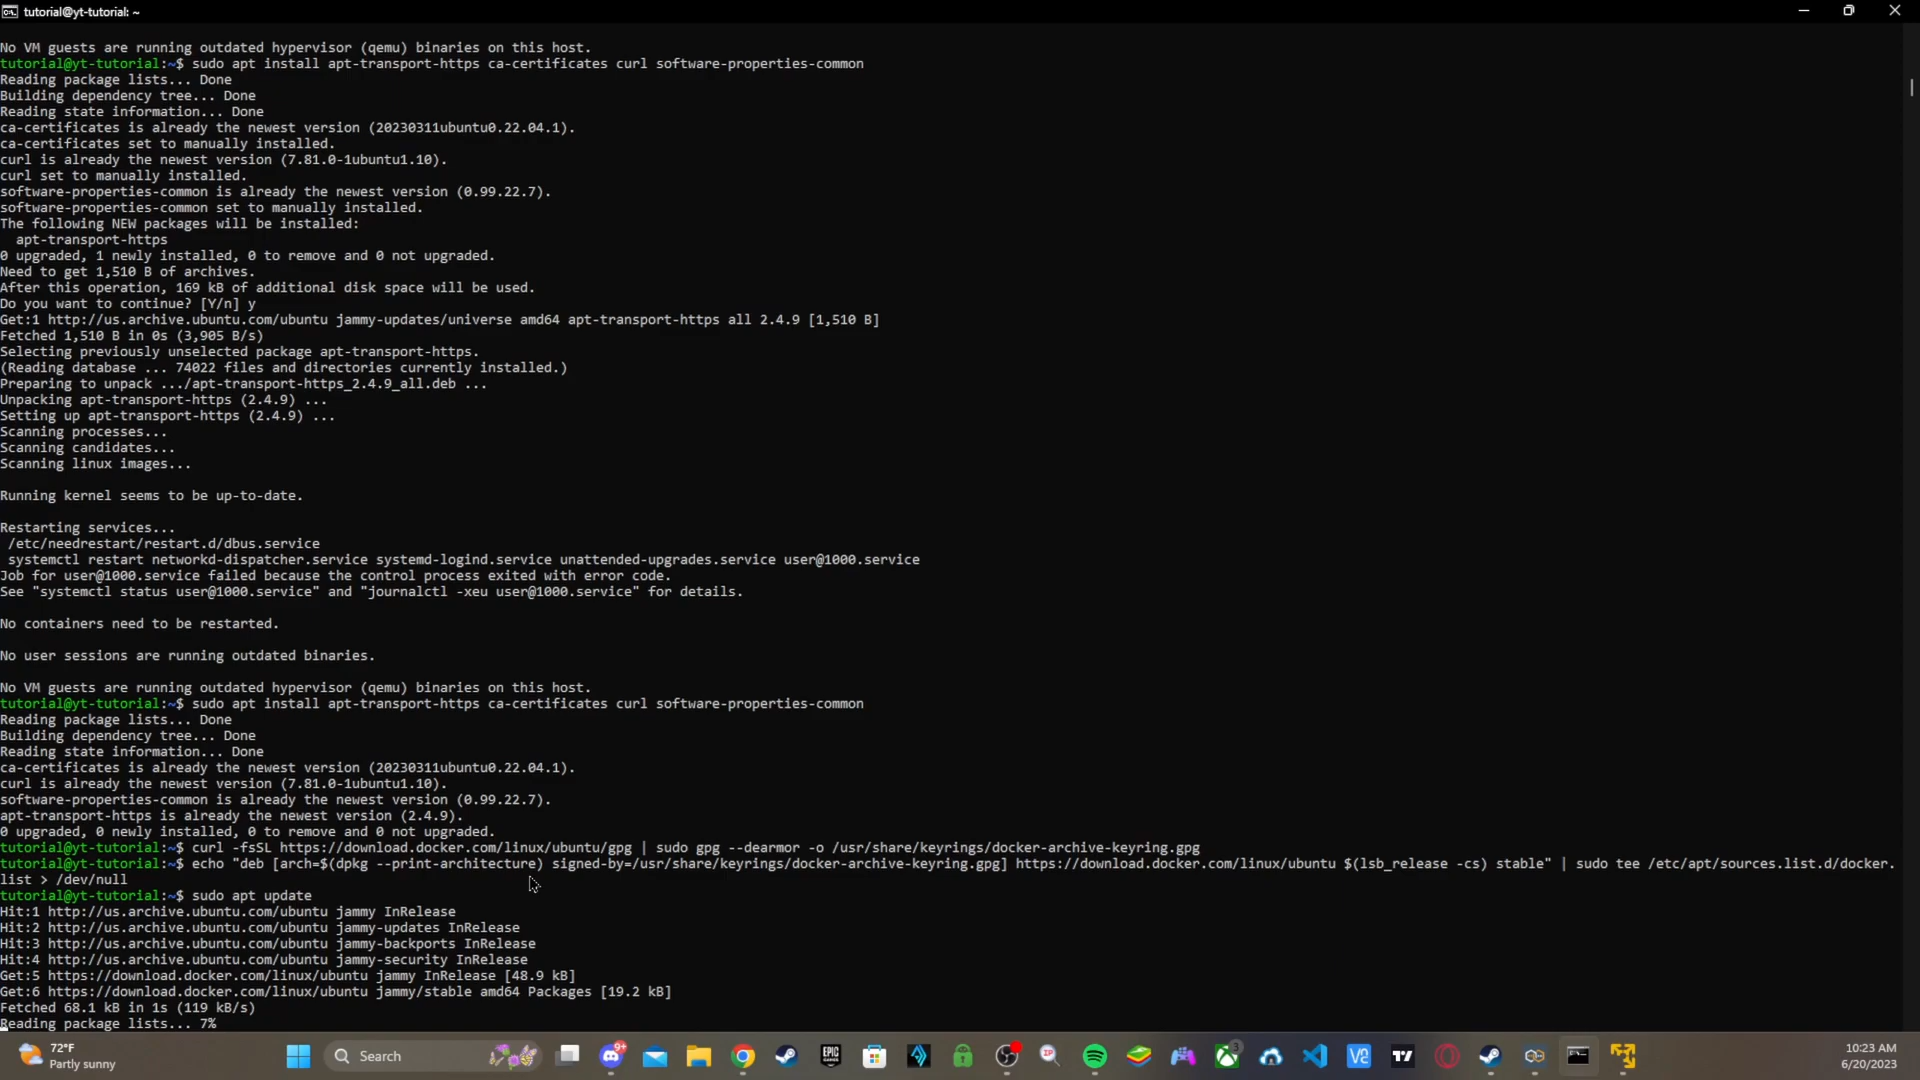 tutorial@yt-tutorial: ~
No VM guests are running outdated hypervisor (qemu) binaries on this host.
tutorial@yt-tutorial:~$ sudo apt install apt-transport-https ca-certificates curl software-properties-common
Reading package lists... Done
Building dependency tree... Done
Reading state information... Done
ca-certificates is already the newest version (20230311ubuntu0.22.04.1).
ca-certificates set to manually installed.
curl is already the newest version (7.81.0-1ubuntu1.10).
curl set to manually installed.
software-properties-common is already the newest version (0.99.22.7).
software-properties-common set to manually installed.
The following NEW packages will be installed:
  apt-transport-https
0 upgraded, 1 newly installed, 0 to remove and 0 not upgraded.
Need to get 1,510 B of archives.
After this operation, 169 kB of additional disk space will be used.
Do you want to continue? [Y/n] y
Get:1 http://us.archive.ubuntu.com/ubuntu jammy-updates/universe amd64 apt-transport-https all 2.4.9 [1,510 B]
Fetched 1,510 B in 0s (3,905 B/s)
Selecting previously unselected package apt-transport-https.
(Reading database ... 74022 files and directories currently installed.)
Preparing to unpack .../apt-transport-https_2.4.9_all.deb ...
Unpacking apt-transport-https (2.4.9) ...
Setting up apt-transport-https (2.4.9) ...
Scanning processes...
Scanning candidates...
Scanning linux images...
Running kernel seems to be up-to-date.
Restarting services...
 /etc/needrestart/restart.d/dbus.service
 systemctl restart networkd-dispatcher.service systemd-logind.service unattended-upgrades.service user@1000.service
Job for user@1000.service failed because the control process exited with error code.
See "systemctl status user@1000.service" and "journalctl -xeu user@1000.service" for details.
No containers need to be restarted.
No user sessions are running outdated binaries.
No VM guests are running outdated hypervisor (qemu) binaries on this host.
tutorial@yt-tutorial:~$ sudo apt install apt-transport-https ca-certificates curl software-properties-common
Reading package lists... Done
Building dependency tree... Done
Reading state information... Done
ca-certificates is already the newest version (20230311ubuntu0.22.04.1).
curl is already the newest version (7.81.0-1ubuntu1.10).
software-properties-common is already the newest version (0.99.22.7).
apt-transport-https is already the newest version (2.4.9).
0 upgraded, 0 newly installed, 0 to remove and 0 not upgraded.
tutorial@yt-tutorial:~$ curl -fsSL https://download.docker.com/linux/ubuntu/gpg | sudo gpg --dearmor -o /usr/share/keyrings/docker-archive-keyring.gpg
tutorial@yt-tutorial:~$ echo "deb [arch=$(dpkg --print-architecture) signed-by=/usr/share/keyrings/docker-archive-keyring.gpg] https://download.docker.com/linux/ubuntu $(lsb_release -cs) stable" | sudo tee /etc/apt/sources.list.d/docker.
list > /dev/null
tutorial@yt-tutorial:~$ sudo apt update
Hit:1 http://us.archive.ubuntu.com/ubuntu jammy InRelease
Hit:2 http://us.archive.ubuntu.com/ubuntu jammy-updates InRelease
Hit:3 http://us.archive.ubuntu.com/ubuntu jammy-backports InRelease
Hit:4 http://us.archive.ubuntu.com/ubuntu jammy-security InRelease
Get:5 https://download.docker.com/linux/ubuntu jammy InRelease [48.9 kB]
Get:6 https://download.docker.com/linux/ubuntu jammy/stable amd64 Packages [19.2 kB]
Fetched 68.1 kB in 1s (119 kB/s)
Reading package lists... 7%
72°F
Partly sunny
Search
9+
EPIC GAMES
ZP
3
10:23 AM
6/20/2023